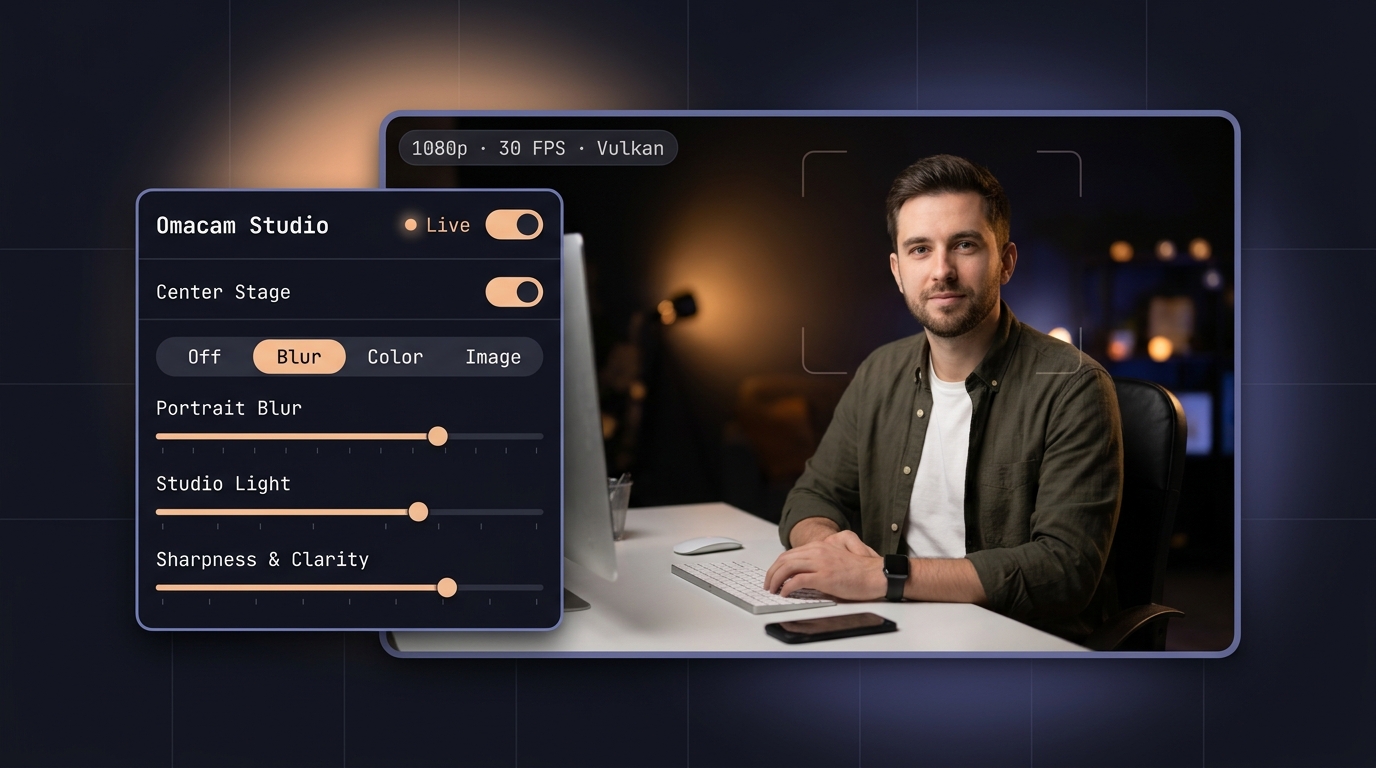 1080p · 30 FPS · Vulkan
Omacam Studio
Live
Center Stage
Off Blur Color Image
Portrait Blur
Studio Light
Sharpness & Clarity